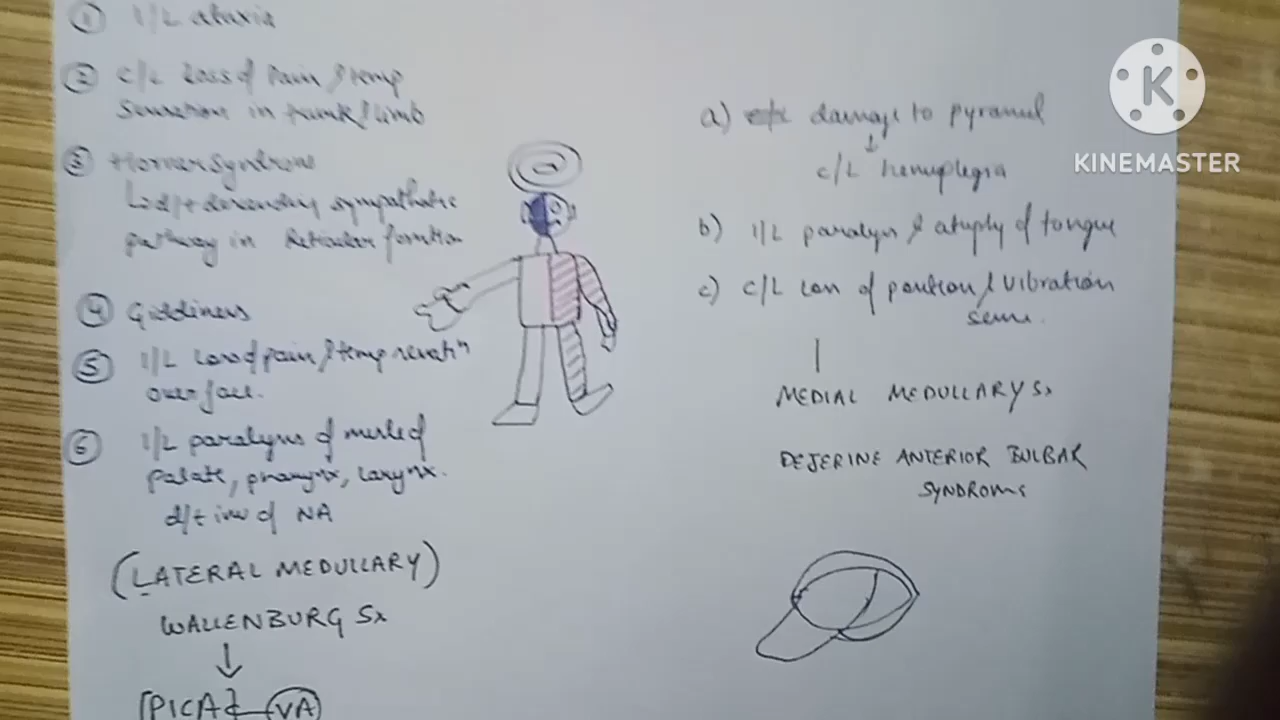 ① I/L ataxia
② C/L Loss of Pain & temp
Sensation in trunk/limb
③ Horner Syndrome
L→d/t descending sympathetic
pathway in Reticular formation
④ Giddiness
⑤ I/L Loss of pain & temp
over face.
⑥ I/L paralysis of muscle of
palate, pharynx, larynx.
d/t inv of NA
(LATERAL MEDULLARY)
WALLENBURG Sx
↓
[PICA} VA
a) damage to pyramid
↓
C/L hemiplegia
b) I/L paralysis & atrophy of tongue
c) C/L Loss of position & vibration
sense.
MEDIAL MEDULLARY Sx
DEJERINE ANTERIOR BULBAR
SYNDROME
K
KINEMASTER